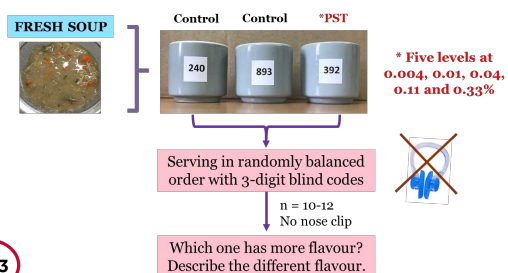 Control Control *PST
FRESH SOUP
240 893 392
* Five levels at
0.004, 0.01, 0.04,
0.11 and 0.33%
Serving in randomly balanced
order with 3-digit blind codes
n = 10-12
No nose clip
Which one has more flavour?
Describe the different flavour.
3